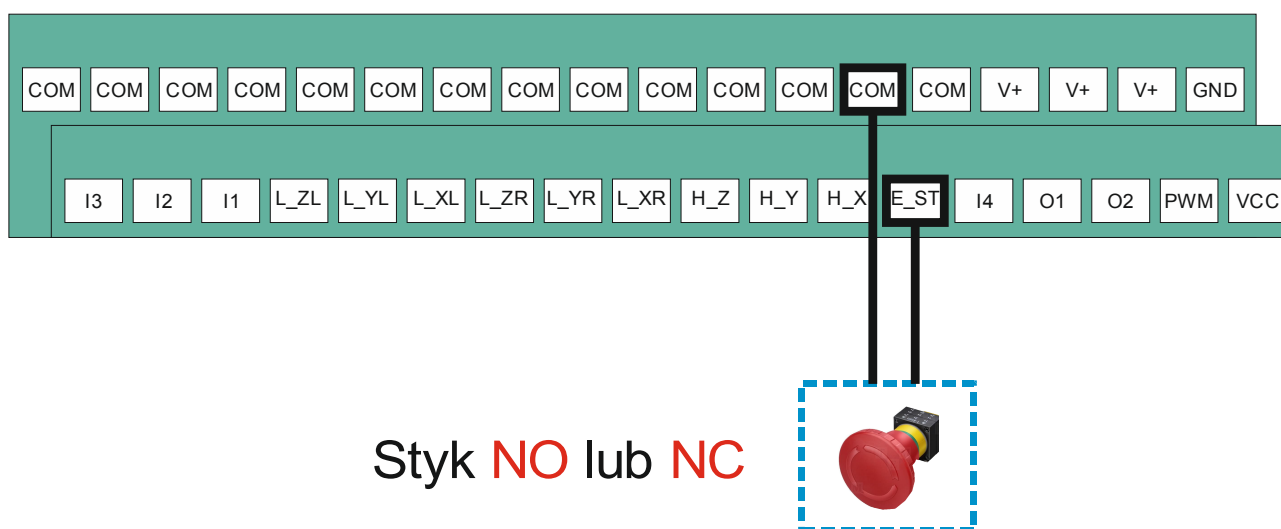 COM COM COM COM COM COM COM COM COM COM COM COM COM COM V+ V+ V+ GND
I3 I2 I1 L_ZL L_YL L_XL L_ZR L_YR L_XR H_Z H_Y H_X E_ST I4 O1 O2 PWM VCC
Styk NO lub NC